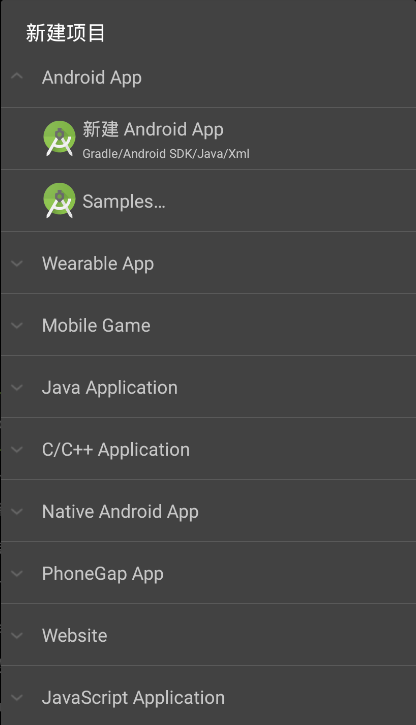 新建项目
Android App
新建 Android App
Gradle/Android SDK/Java/Xml
Samples...
Wearable App
Mobile Game
Java Application
C/C++ Application
Native Android App
PhoneGap App
Website
JavaScript Application